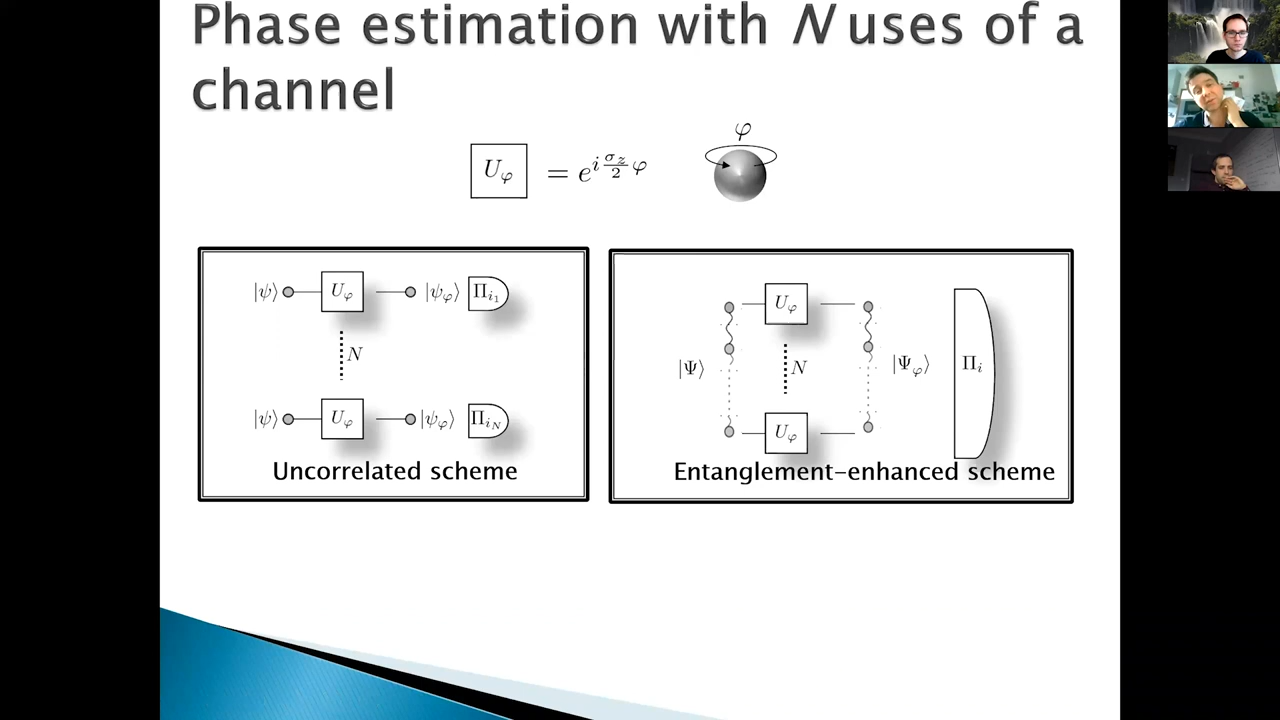 Phase estimation with N uses of a
channel
φ
U_φ = e^{i \frac{σ_z}{2} φ}
|ψ⟩ U_φ |ψ_φ⟩ Π_{i_1}
N
|ψ⟩ U_φ |ψ_φ⟩ Π_{i_N}
Uncorrelated scheme
U_φ
|Ψ⟩ N |Ψ_φ⟩ Π_i
U_φ
Entanglement-enhanced scheme